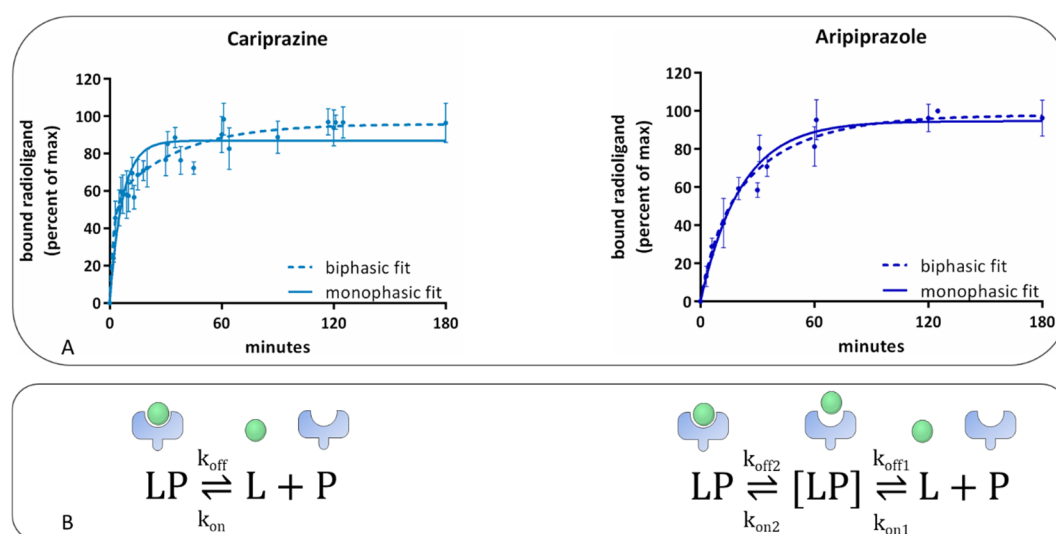 Cariprazine
bound radioligand
(percent of max)
120
100
80
60
40
20
0
biphasic fit
monophasic fit
0 60 120 180
minutes
Aripiprazole
bound radioligand
(percent of max)
120
100
80
60
40
20
0
biphasic fit
monophasic fit
0 60 120 180
minutes
A
koff
LP ⇌ L + P
kon
koff2 koff1
LP ⇌ [LP] ⇌ L + P
kon2 kon1
B